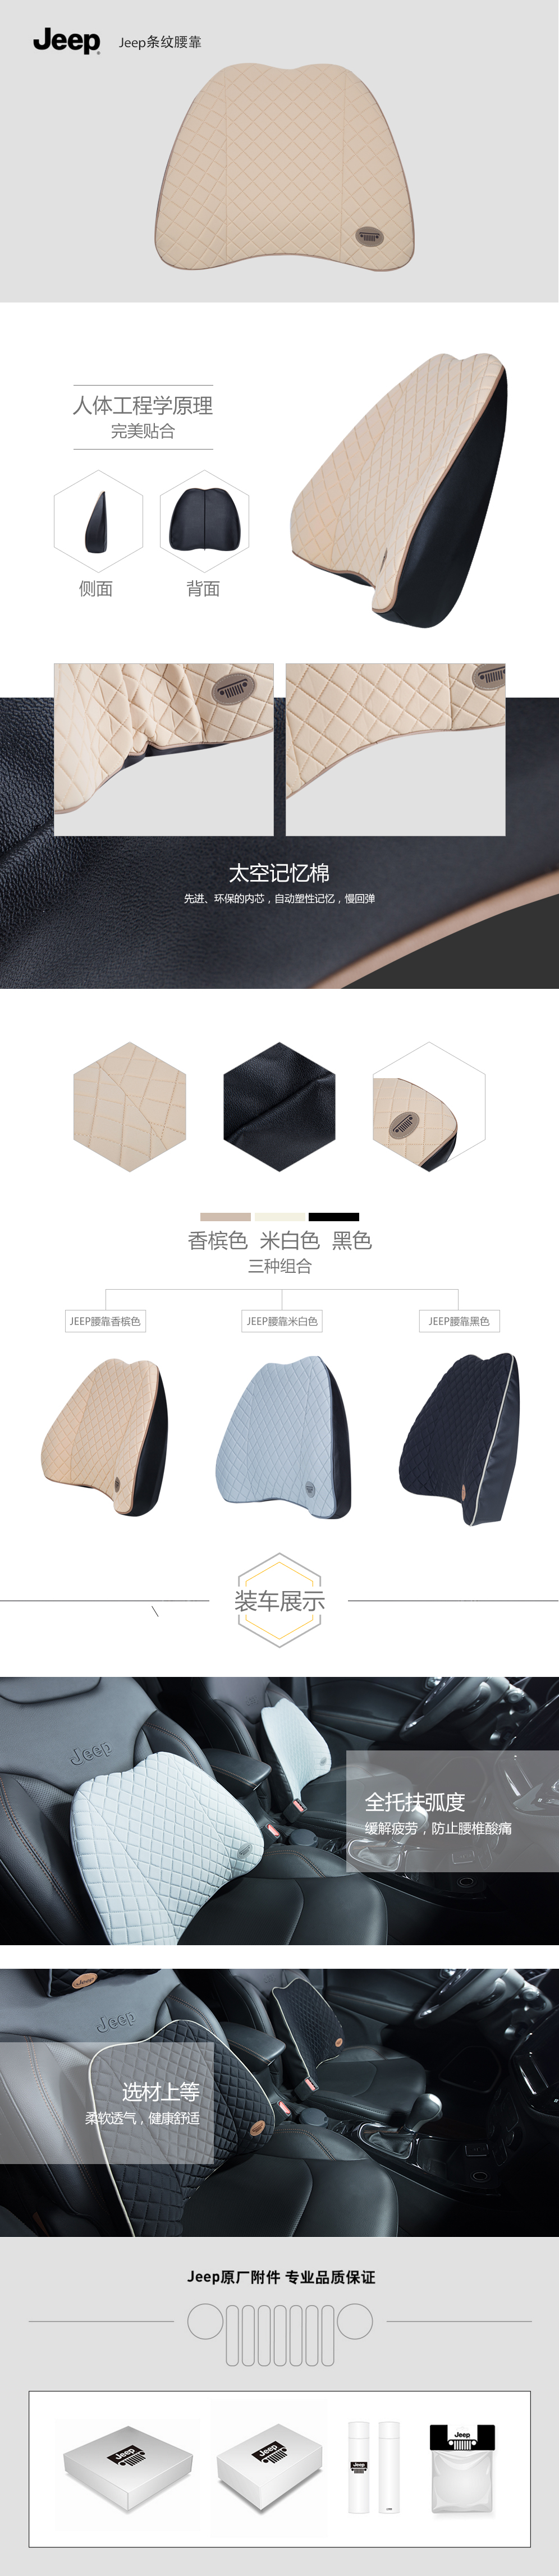 Jeep
Jeep条纹腰靠
人体工程学原理
完美贴合
侧面
背面
太空记忆棉
先进、环保的内芯，自动塑性记忆，慢回弹
香槟色 米白色 黑色
三种组合
JEEP腰靠香槟色
JEEP腰靠米白色
JEEP腰靠黑色
装车展示
Jeep
全托扶弧度
缓解疲劳，防止腰椎酸痛
Jeep
Jeep
选材上等
柔软透气，健康舒适
Jeep原厂附件 专业品质保证
Jeep
Jeep
Jeep
Jeep